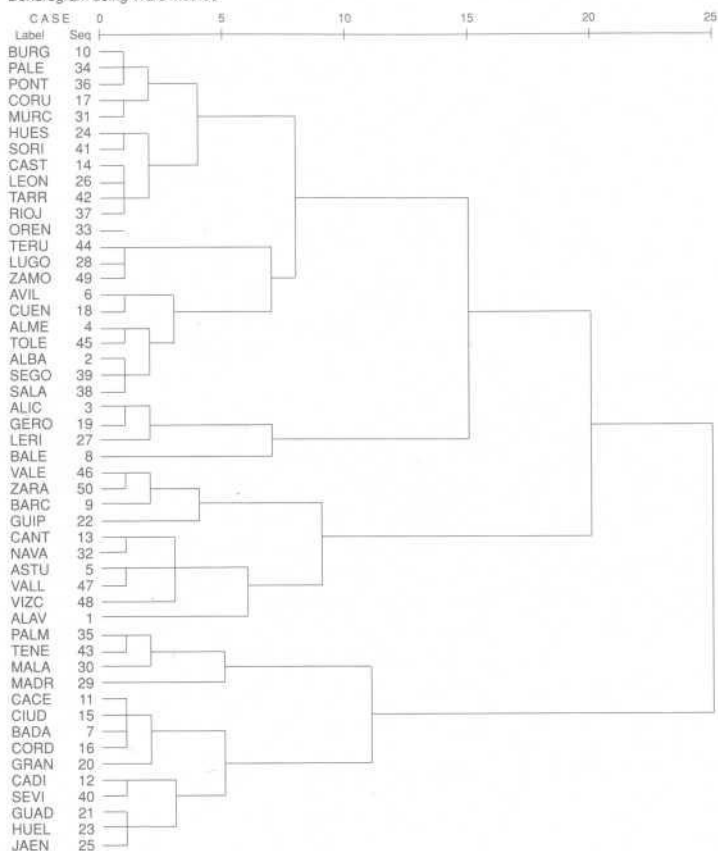 Dendrogram using Ward Method
CASE 0 5 10 15 20 25
Label Seq
BURG 10
PALE 34
PONT 36
CORU 17
MURC 31
HUES 24
SORI 41
CAST 14
LEON 26
TARR 42
RIOJ 37
OREN 33
TERU 44
LUGO 28
ZAMO 49
AVIL 6
CUEN 18
ALME 4
TOLE 45
ALBA 2
SEGO 39
SALA 38
ALIC 3
GERO 19
LERI 27
BALE 8
VALE 46
ZARA 50
BARC 9
GUIP 22
CANT 13
NAVA 32
ASTU 5
VALL 47
VIZC 48
ALAV 1
PALM 35
TENE 43
MALA 30
MADR 29
CACE 11
CIUD 15
BADA 7
CORD 16
GRAN 20
CADI 12
SEVI 40
GUAD 21
HUEL 23
JAEN 25